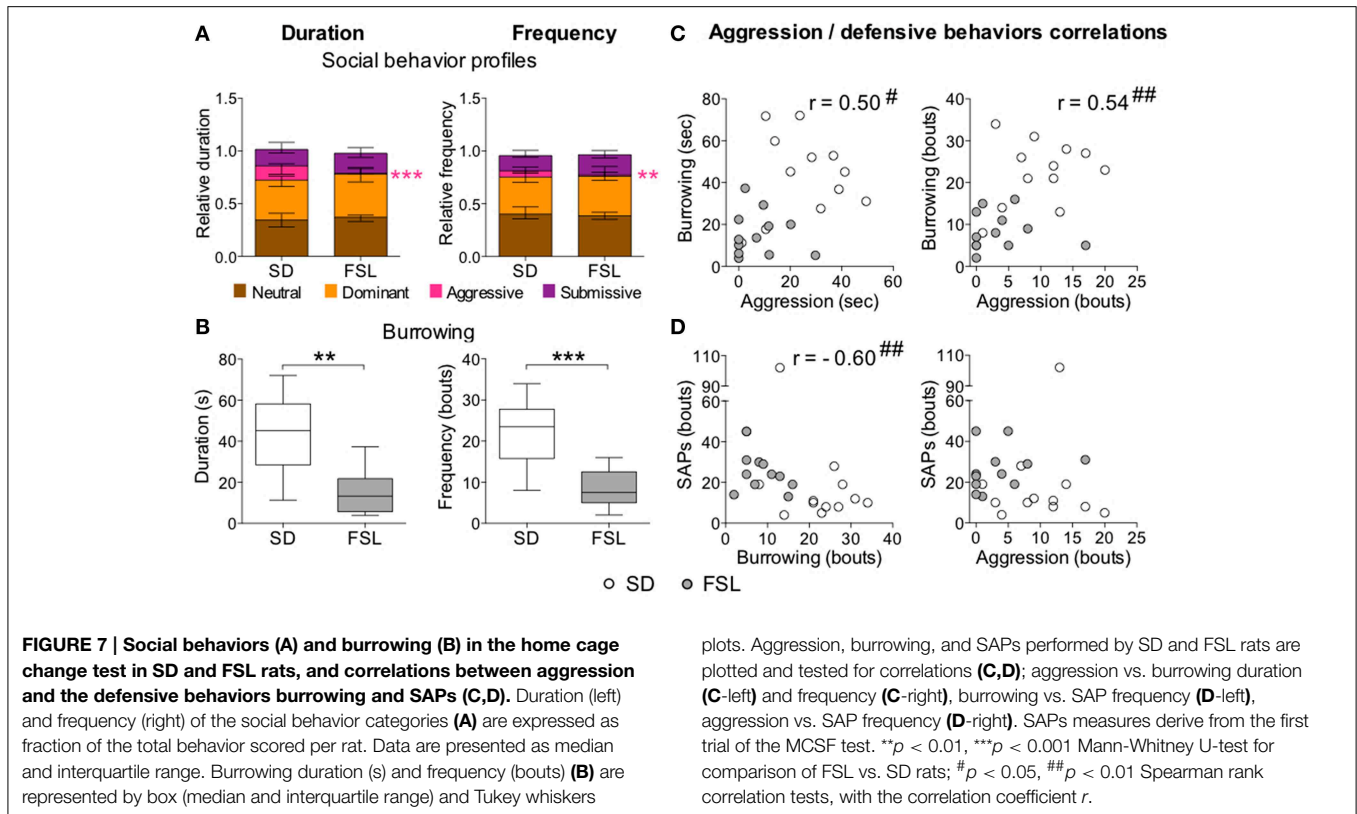 A Duration Frequency
Social behavior profiles
Relative duration
1.5
1.0
0.5
0.0
***
SD FSL
Relative frequency
1.5
1.0
0.5
0.0
**
SD FSL
Neutral Dominant Aggressive Submissive
B Burrowing
Duration (s)
80
60
40
20
0
**
SD FSL
Frequency (bouts)
40
30
20
10
0
***
SD FSL
C Aggression / defensive behaviors correlations
r = 0.50 #
Burrowing (sec)
80
60
40
20
0
0 20 40 60
Aggression (sec)
r = 0.54 ##
Burrowing (bouts)
40
30
20
10
0
0 5 10 15 20 25
Aggression (bouts)
D
r = - 0.60 ##
SAPs (bouts)
110
90
60
40
20
0
0 10 20 30 40
Burrowing (bouts)
SAPs (bouts)
110
90
60
40
20
0
0 5 10 15 20 25
Aggression (bouts)
SD FSL
FIGURE 7 | Social behaviors (A) and burrowing (B) in the home cage
change test in SD and FSL rats, and correlations between aggression
and the defensive behaviors burrowing and SAPs (C,D). Duration (left)
and frequency (right) of the social behavior categories (A) are expressed as
fraction of the total behavior scored per rat. Data are presented as median
and interquartile range. Burrowing duration (s) and frequency (bouts) (B) are
represented by box (median and interquartile range) and Tukey whiskers
plots. Aggression, burrowing, and SAPs performed by SD and FSL rats are
plotted and tested for correlations (C,D); aggression vs. burrowing duration
(C-left) and frequency (C-right), burrowing vs. SAP frequency (D-left),
aggression vs. SAP frequency (D-right). SAPs measures derive from the first
trial of the MCSF test. **p < 0.01, ***p < 0.001 Mann-Whitney U-test for
comparison of FSL vs. SD rats; #p < 0.05, ##p < 0.01 Spearman rank
correlation tests, with the correlation coefficient r.